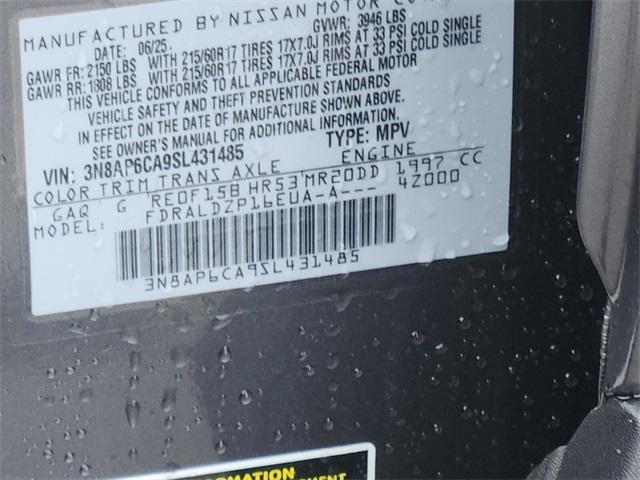 MANUFACTURED BY NISSAN MOTOR CO
DATE: 06/25. GVWR: 3946 LBS
GAWR FR: 2150 LBS WITH 215/60R17 TIRES 17X7.0J RIMS AT 33 PSI COLD SINGLE
GAWR RR: 1808 LBS WITH 215/60R17 TIRES 17X7.0J RIMS AT 33 PSI COLD SINGLE
THIS VEHICLE CONFORMS TO ALL APPLICABLE FEDERAL MOTOR
VEHICLE SAFETY AND THEFT PREVENTION STANDARDS
IN EFFECT ON THE DATE OF MANUFACTURE SHOWN ABOVE.
SEE OWNER'S MANUAL FOR ADDITIONAL INFORMATION.
VIN: 3N8AP6CA9SL431485 TYPE: MPV
COLOR TRIM TRANS AXLE ENGINE
GAQ G RE0F15B HR53 MR20DD 1997 CC
MODEL: FDRALDZP16EUA-A--- 4Z000
3N8AP6CA9SL431485
FORMATION